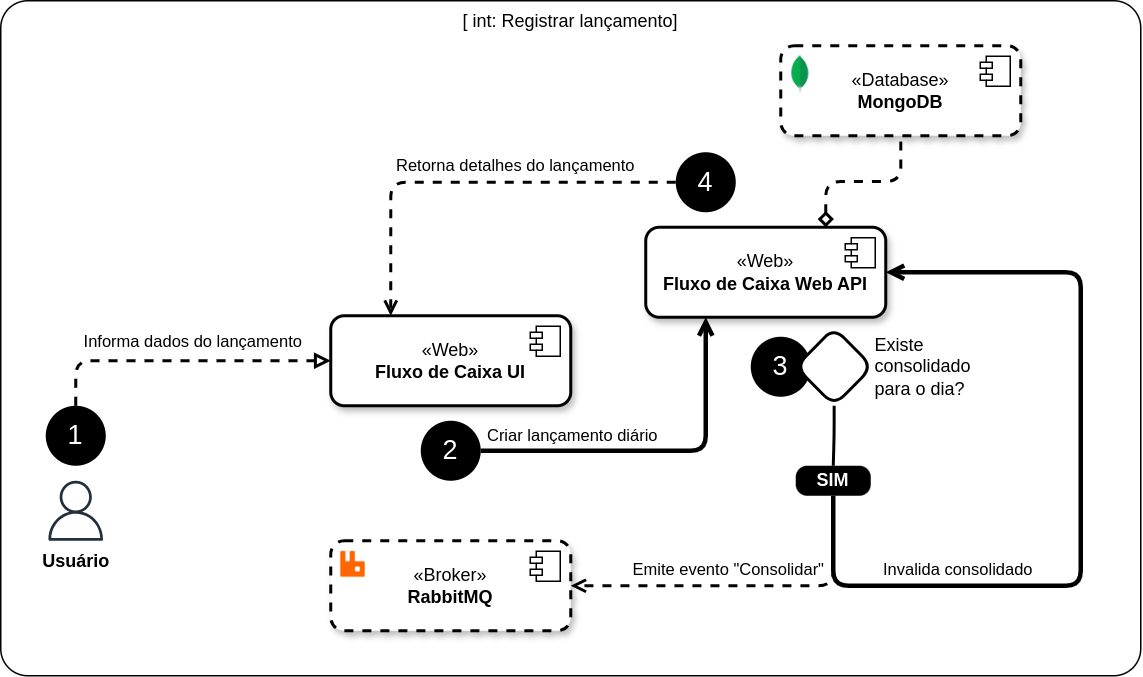 [ int: Registrar lançamento]
«Database»
MongoDB
Retorna detalhes do lançamento
4
«Web»
Fluxo de Caixa Web API
Informa dados do lançamento
«Web»
Fluxo de Caixa UI
3
Existe
consolidado
para o dia?
1
2
Criar lançamento diário
SIM
Usuário
«Broker»
RabbitMQ
Emite evento "Consolidar"
Invalida consolidado